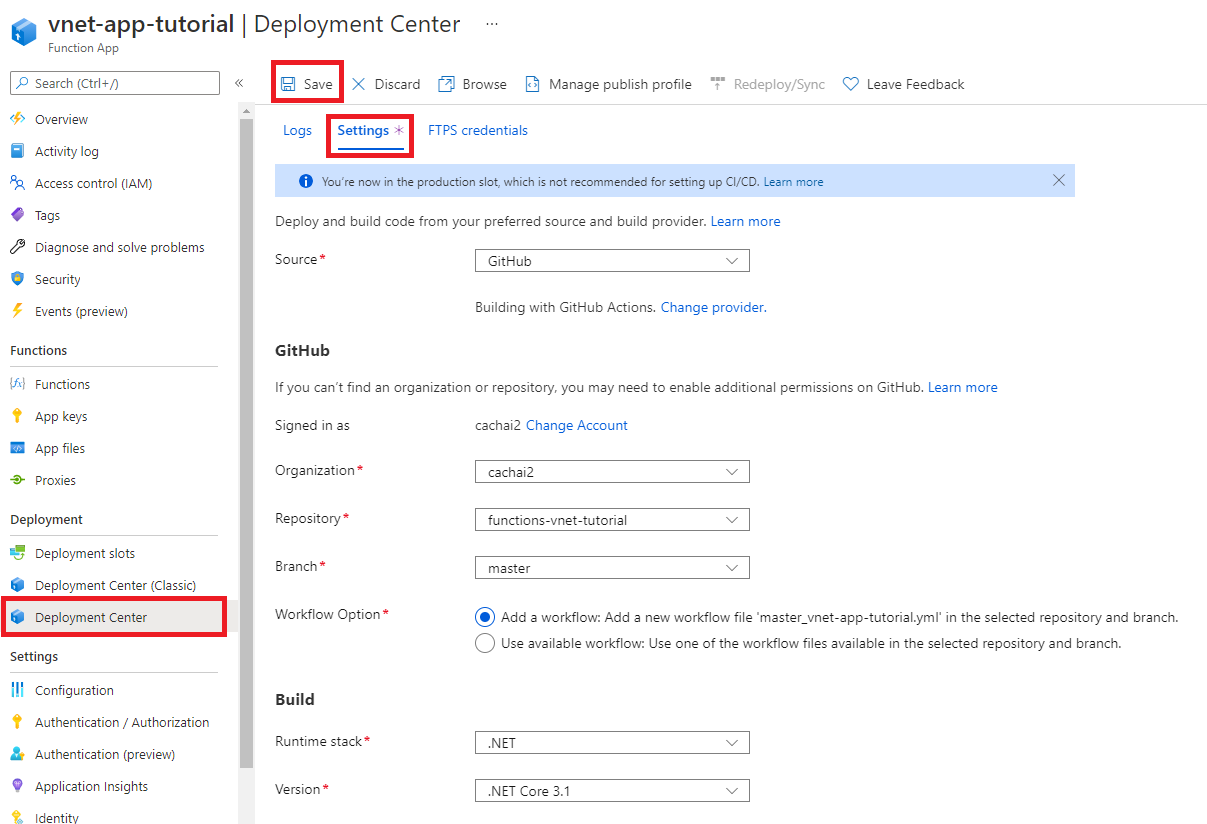 vnet-app-tutorial | Deployment Center ...
Function App
Search (Ctrl+/)
«
Overview
Activity log
Access control (IAM)
Tags
Diagnose and solve problems
Security
Events (preview)
Functions
Functions
App keys
App files
Proxies
Deployment
Deployment slots
Deployment Center (Classic)
Deployment Center
Settings
Configuration
Authentication / Authorization
Authentication (preview)
Application Insights
Identity
Save Discard Browse Manage publish profile Redeploy/Sync Leave Feedback
Logs Settings * FTPS credentials
You're now in the production slot, which is not recommended for setting up CI/CD. Learn more
Deploy and build code from your preferred source and build provider. Learn more
Source* GitHub
Building with GitHub Actions. Change provider.
GitHub
If you can't find an organization or repository, you may need to enable additional permissions on GitHub. Learn more
Signed in as cachai2 Change Account
Organization* cachai2
Repository* functions-vnet-tutorial
Branch* master
Workflow Option* Add a workflow: Add a new workflow file 'master_vnet-app-tutorial.yml' in the selected repository and branch.
Use available workflow: Use one of the workflow files available in the selected repository and branch.
Build
Runtime stack* .NET
Version* .NET Core 3.1